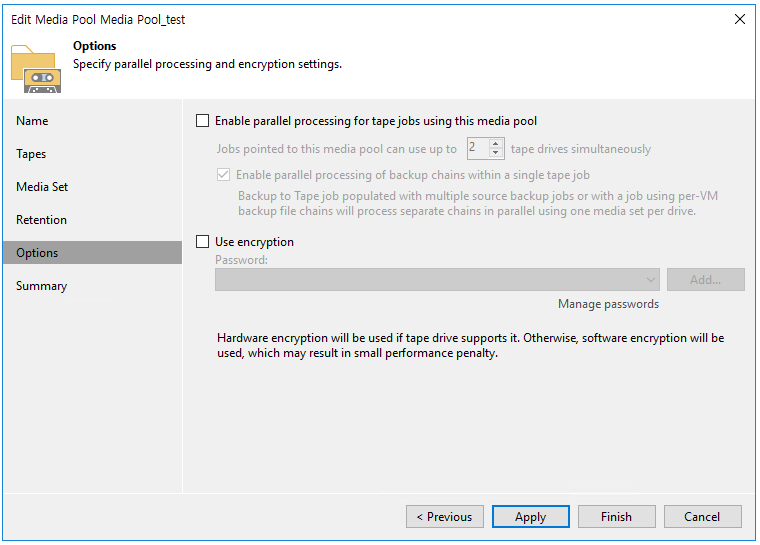 Edit Media Pool Media Pool_test
Options
Specify parallel processing and encryption settings.
Name
Tapes
Media Set
Retention
Options
Summary
Enable parallel processing for tape jobs using this media pool
Jobs pointed to this media pool can use up to 2 tape drives simultaneously
Enable parallel processing of backup chains within a single tape job
Backup to Tape job populated with multiple source backup jobs or with a job using per-VM
backup file chains will process separate chains in parallel using one media set per drive.
Use encryption
Password:
Add...
Manage passwords
Hardware encryption will be used if tape drive supports it. Otherwise, software encryption will be
used, which may result in small performance penalty.
< Previous
Apply
Finish
Cancel